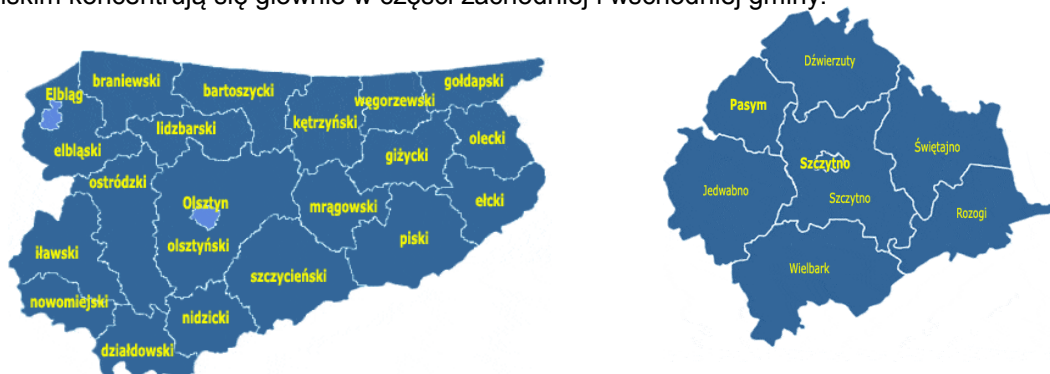 skim koncentrują się głównie w części zachodniej i wschodniej gminy.
gołdapski
braniewski
bartoszycki
Elbląg
węgorzewski
kętrzyński
lidzbarski
olecki
elbląski
giżycki
ostródzki
Olsztyn
mrągowski
ełcki
olsztyński
piski
iławski
szczycieński
nowomiejski
nidzicki
działdowski
Dźwierzuty
Pasym
Świętajno
Szczytno
Jedwabno
Szczytno
Rozogi
Wielbark